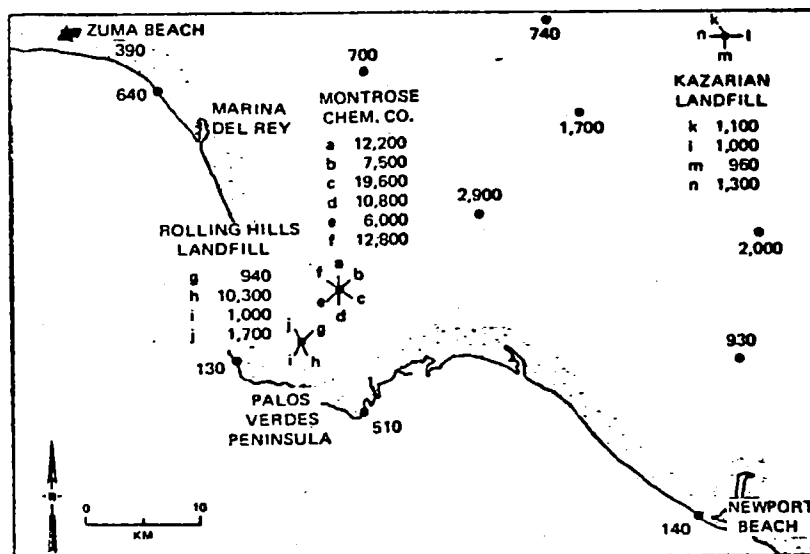 ZUMA BEACH
390
640
MARINA
DEL REY
700
MONTROSE
CHEM. CO.
a 12,200
b 7,500
c 19,600
d 10,800
e 6,000
f 12,800
740
1,700
2,900
k
n l
m
KAZARIAN
LANDFILL
k 1,100
l 1,000
m 960
n 1,300
2,000
930
ROLLING HILLS
LANDFILL
g 940
h 10,300
i 1,000
j 1,700
a
f b
e c
d
j g
i h
130
PALOS
VERDES
PENINSULA
510
140
NEWPORT
BEACH
0 10
KM